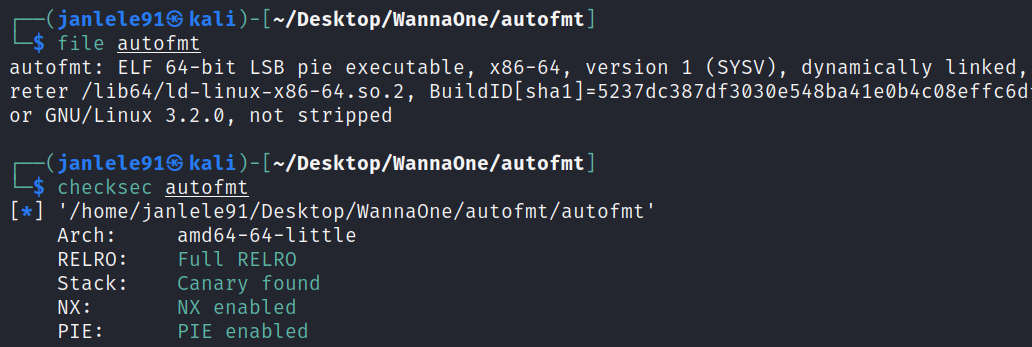 ┌──(janlele91㉿kali)-[~/Desktop/WannaOne/autofmt]
└─$ file autofmt
autofmt: ELF 64-bit LSB pie executable, x86-64, version 1 (SYSV), dynamically linked,
reter /lib64/ld-linux-x86-64.so.2, BuildID[sha1]=5237dc387df3030e548ba41e0b4c08effc6d
or GNU/Linux 3.2.0, not stripped
┌──(janlele91㉿kali)-[~/Desktop/WannaOne/autofmt]
└─$ checksec autofmt
[*] '/home/janlele91/Desktop/WannaOne/autofmt/autofmt'
Arch: amd64-64-little
RELRO: Full RELRO
Stack: Canary found
NX: NX enabled
PIE: PIE enabled